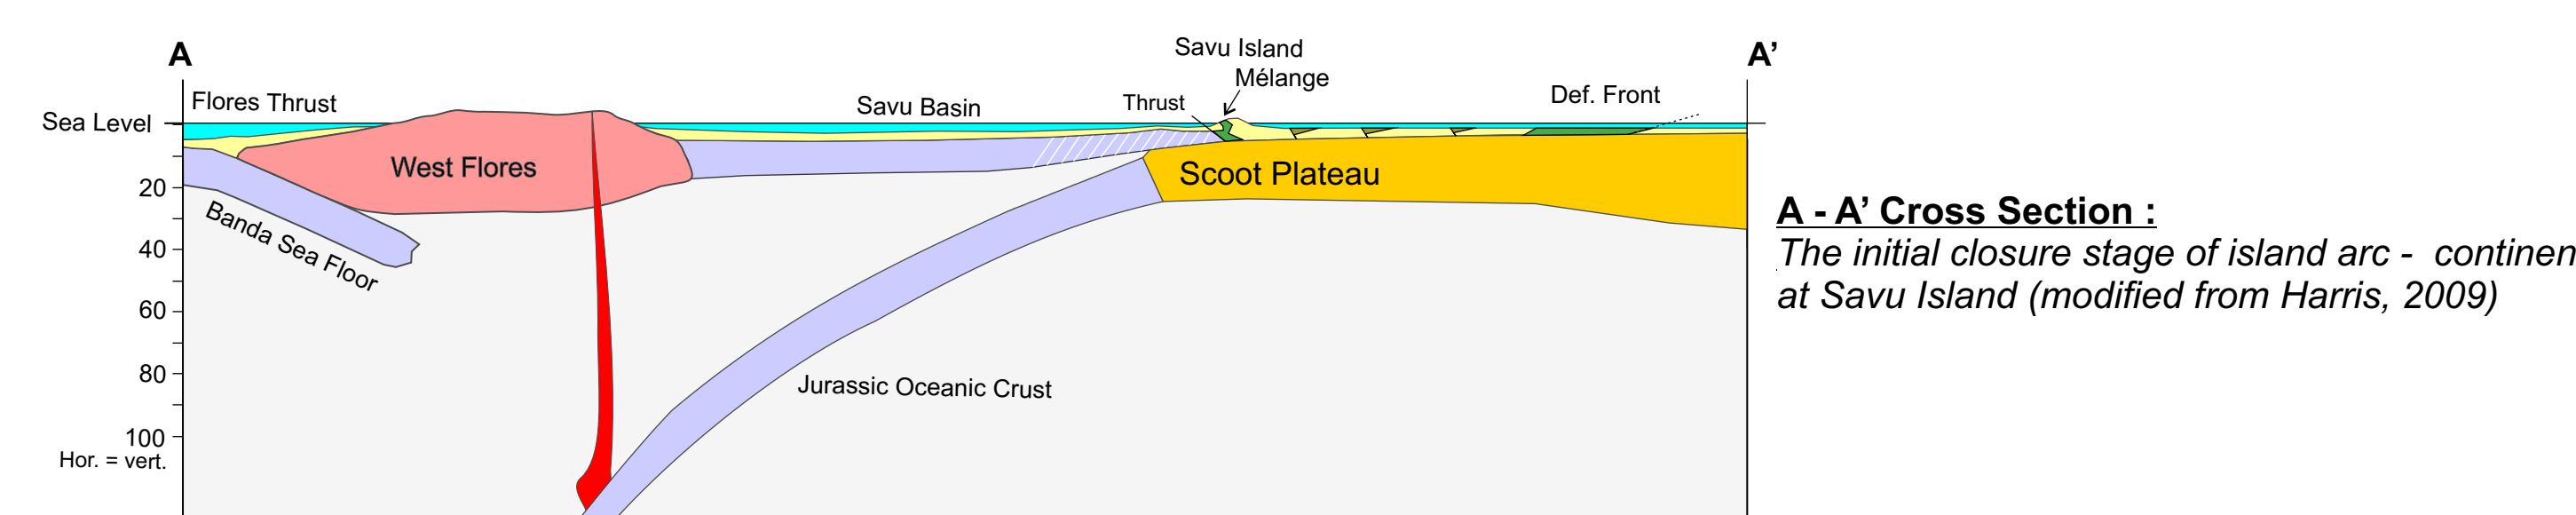 A
A’
Savu Island
Mélange
Flores Thrust
Savu Basin
Thrust
Def. Front
Sea Level
West Flores
Scoot Plateau
20
Banda Sea Floor
40
60
80
Jurassic Oceanic Crust
100
Hor. = vert.
A - A’ Cross Section :
The initial closure stage of island arc - continen
at Savu Island (modified from Harris, 2009)